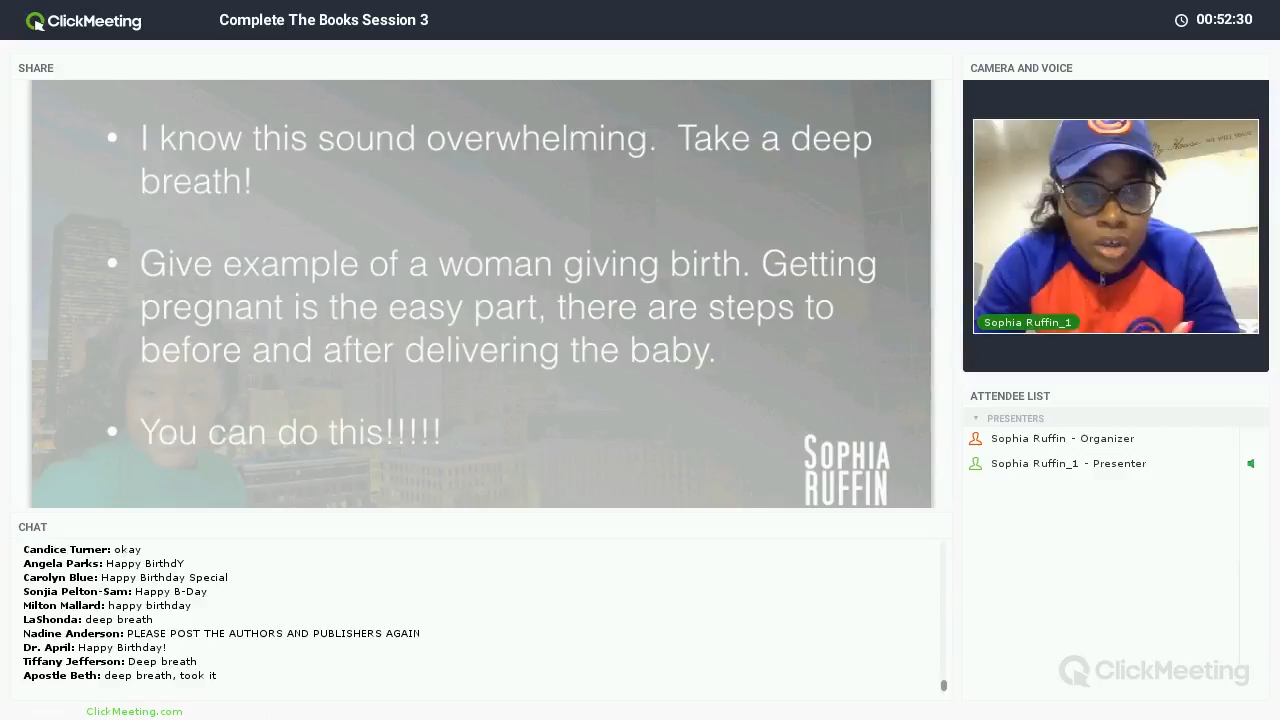 ClickMeeting
Complete The Books Session 3
00:52:30
SHARE
• I know this sound overwhelming. Take a deep
breath!
• Give example of a woman giving birth. Getting
pregnant is the easy part, there are steps to
before and after delivering the baby.
• You can do this!!!!!
SOPHIA
RUFFIN
CAMERA AND VOICE
Sophia Ruffin_1
ATTENDEE LIST
PRESENTERS
Sophia Ruffin - Organizer
Sophia Ruffin_1 - Presenter
CHAT
Candice Turner: okay
Angela Parks: Happy BirthdY
Carolyn Blue: Happy Birthday Special
Sonjia Pelton-Sam: Happy B-Day
Milton Mallard: happy birthday
LaShonda: deep breath
Nadine Anderson: PLEASE POST THE AUTHORS AND PUBLISHERS AGAIN
Dr. April: Happy Birthday!
Tiffany Jefferson: Deep breath
Apostle Beth: deep breath, took it
ClickMeeting
ClickMeeting.com